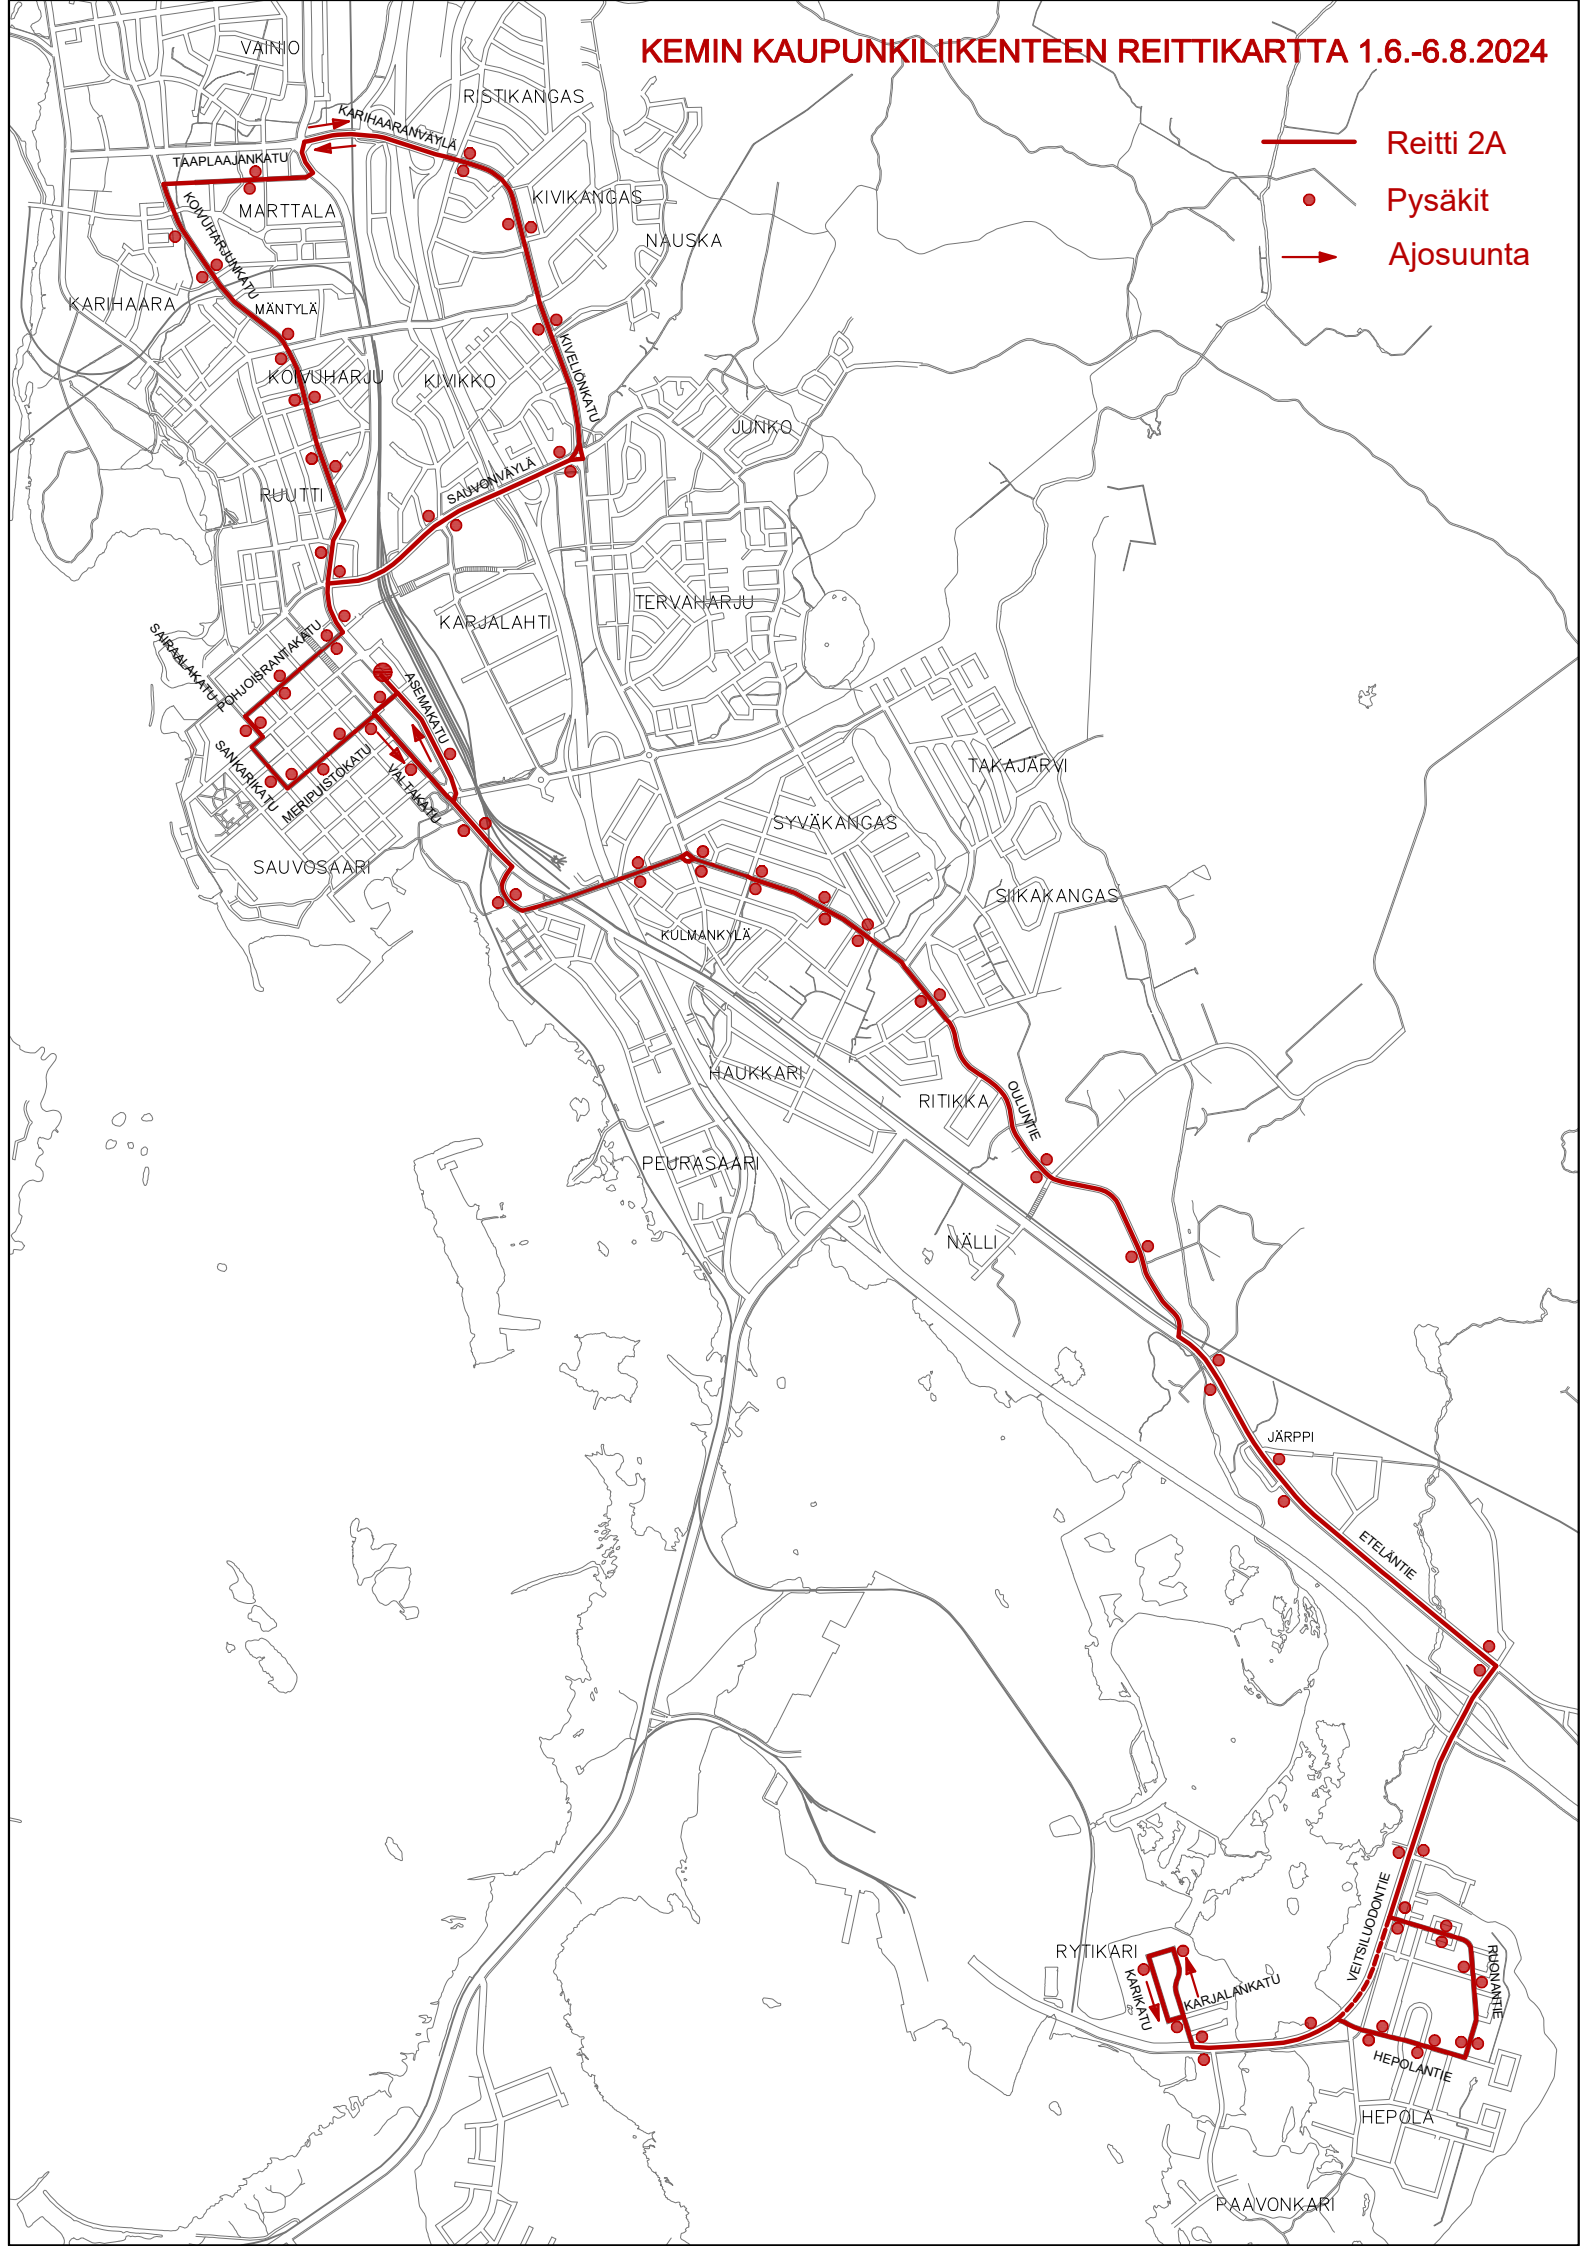 KEMIN KAUPUNKILIIKENTEEN REITTIKARTTA 1.6.-6.8.2024
Reitti 2A
Pysäkit
Ajosuunta
VAINIO
RISTIKANGAS
KARIHAARANVÄYLÄ
TAAPLAAJANKATU
KIVIKANGAS
MARTTALA
KOIVUHARJUNKATU
NAUSKA
KARIHAARA
MÄNTYLÄ
KIVELIÖNKATU
KOIVUHARJU
KIVIKKO
JUNKO
SAUVONVÄYLÄ
RUUTTI
TERVAHARJU
KARJALAHTI
SAIRAALAKATU
POHJOISRANTAKATU
ASEMAKATU
SANKARIKATU
MERIPUISTOKATU
VALTAKATU
TAKAJÄRVI
SYVÄKANGAS
SAUVOSAARI
SIIKAKANGAS
KULMANKYLÄ
HAUKKARI
RITIKKA
OULUNTIE
PEURASAARI
NÄLLI
JÄRPPI
ETELÄNTIE
VEITSILUODONTIE
RYTIKARI
KARIKATU
KARJALANKATU
RUONANTIE
HEPOLANTIE
HEPOLA
PAAVONKARI